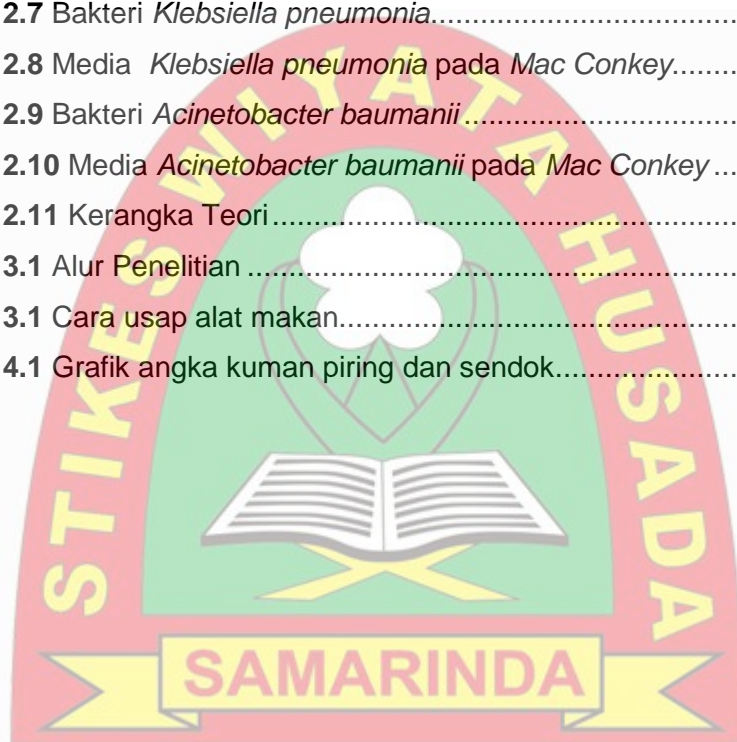 2.7 Bakteri Klebsiella pneumonia....................................
2.8 Media  Klebsiella pneumonia pada Mac Conkey........
2.9 Bakteri Acinetobacter baumanii..................................
2.10 Media Acinetobacter baumanii pada Mac Conkey...
2.11 Kerangka Teori.........................................................
3.1 Alur Penelitian............................................................
3.1 Cara usap alat makan................................................
4.1 Grafik angka kuman piring dan sendok......................
STIKES WIYATA HUSADA
SAMARINDA